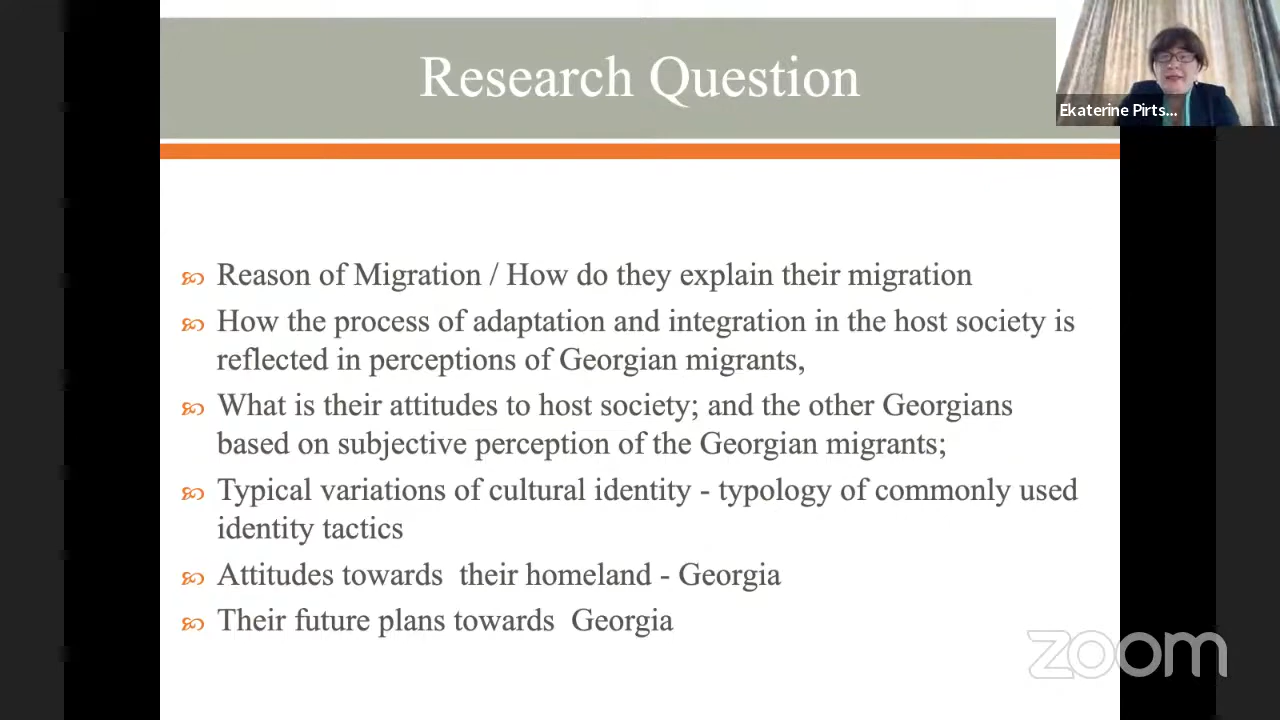 Research Question
Ekaterine Pirts...
Reason of Migration / How do they explain their migration
How the process of adaptation and integration in the host society is
reflected in perceptions of Georgian migrants,
What is their attitudes to host society; and the other Georgians
based on subjective perception of the Georgian migrants;
Typical variations of cultural identity - typology of commonly used
identity tactics
Attitudes towards  their homeland - Georgia
Their future plans towards  Georgia
zoom